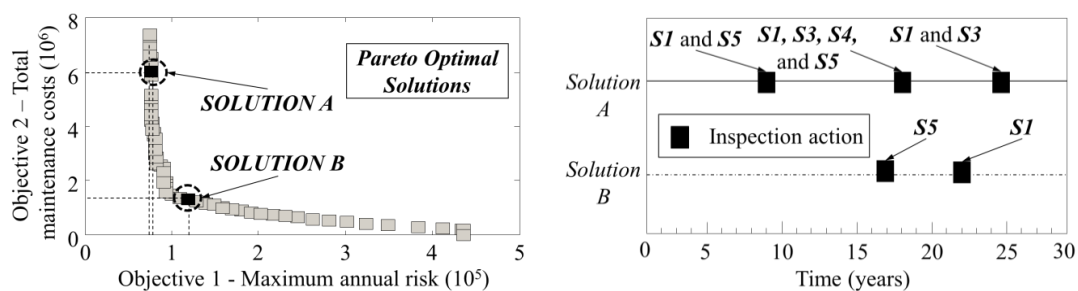 Objective 2 – Total
maintenance costs (10⁶)
8
6
4
2
0
Pareto Optimal
Solutions
SOLUTION A
SOLUTION B
0
1
2
3
4
5
Objective 1 - Maximum annual risk (10⁵)
S1 and S5
S1, S3, S4,
and S5
S1 and S3
Solution
A
Inspection action
S5
S1
Solution
B
0
5
10
15
20
25
30
Time (years)